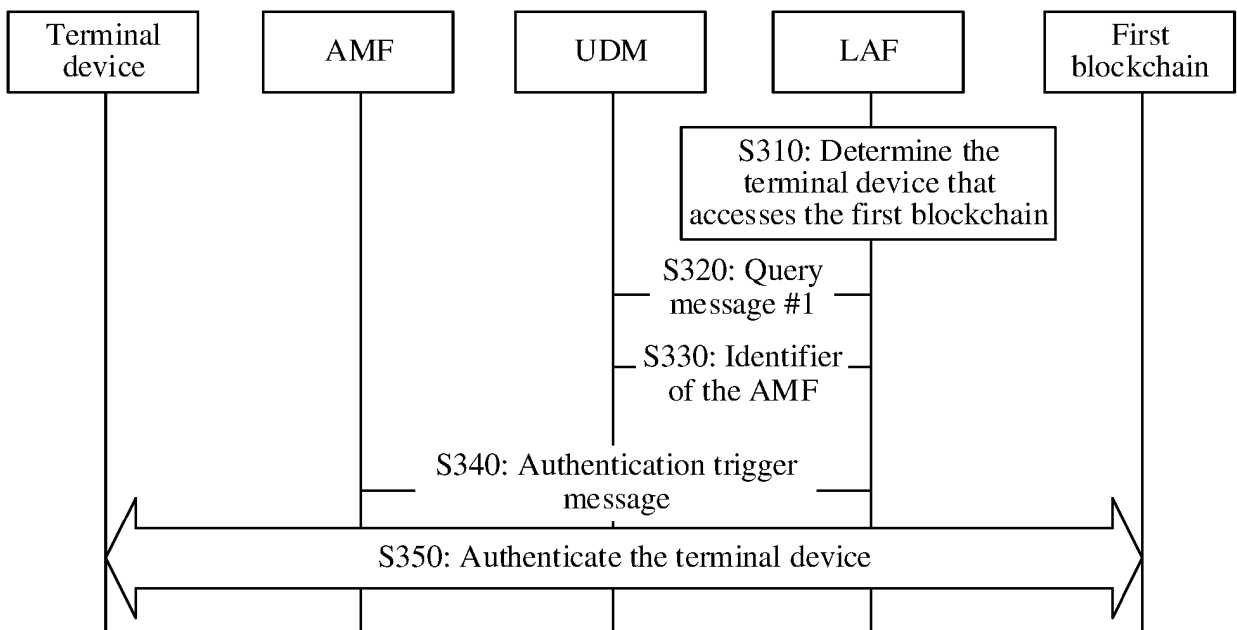 Terminal
device
AMF
UDM
LAF
First
blockchain
S310: Determine the
terminal device that
accesses the first blockchain
S320: Query
message #1
S330: Identifier
of the AMF
S340: Authentication trigger
message
S350: Authenticate the terminal device